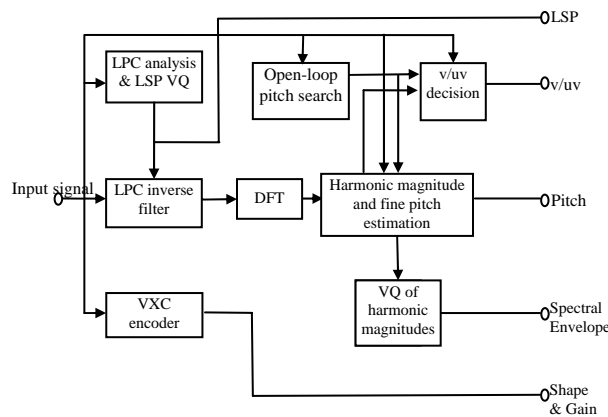 LSP
LPC analysis
& LSP VQ
Open-loop
pitch search
v/uv
decision
v/uv
Input signal
LPC inverse
filter
DFT
Harmonic magnitude
and fine pitch
estimation
Pitch
VXC
encoder
VQ of
harmonic
magnitudes
Spectral
Envelope
Shape
& Gain